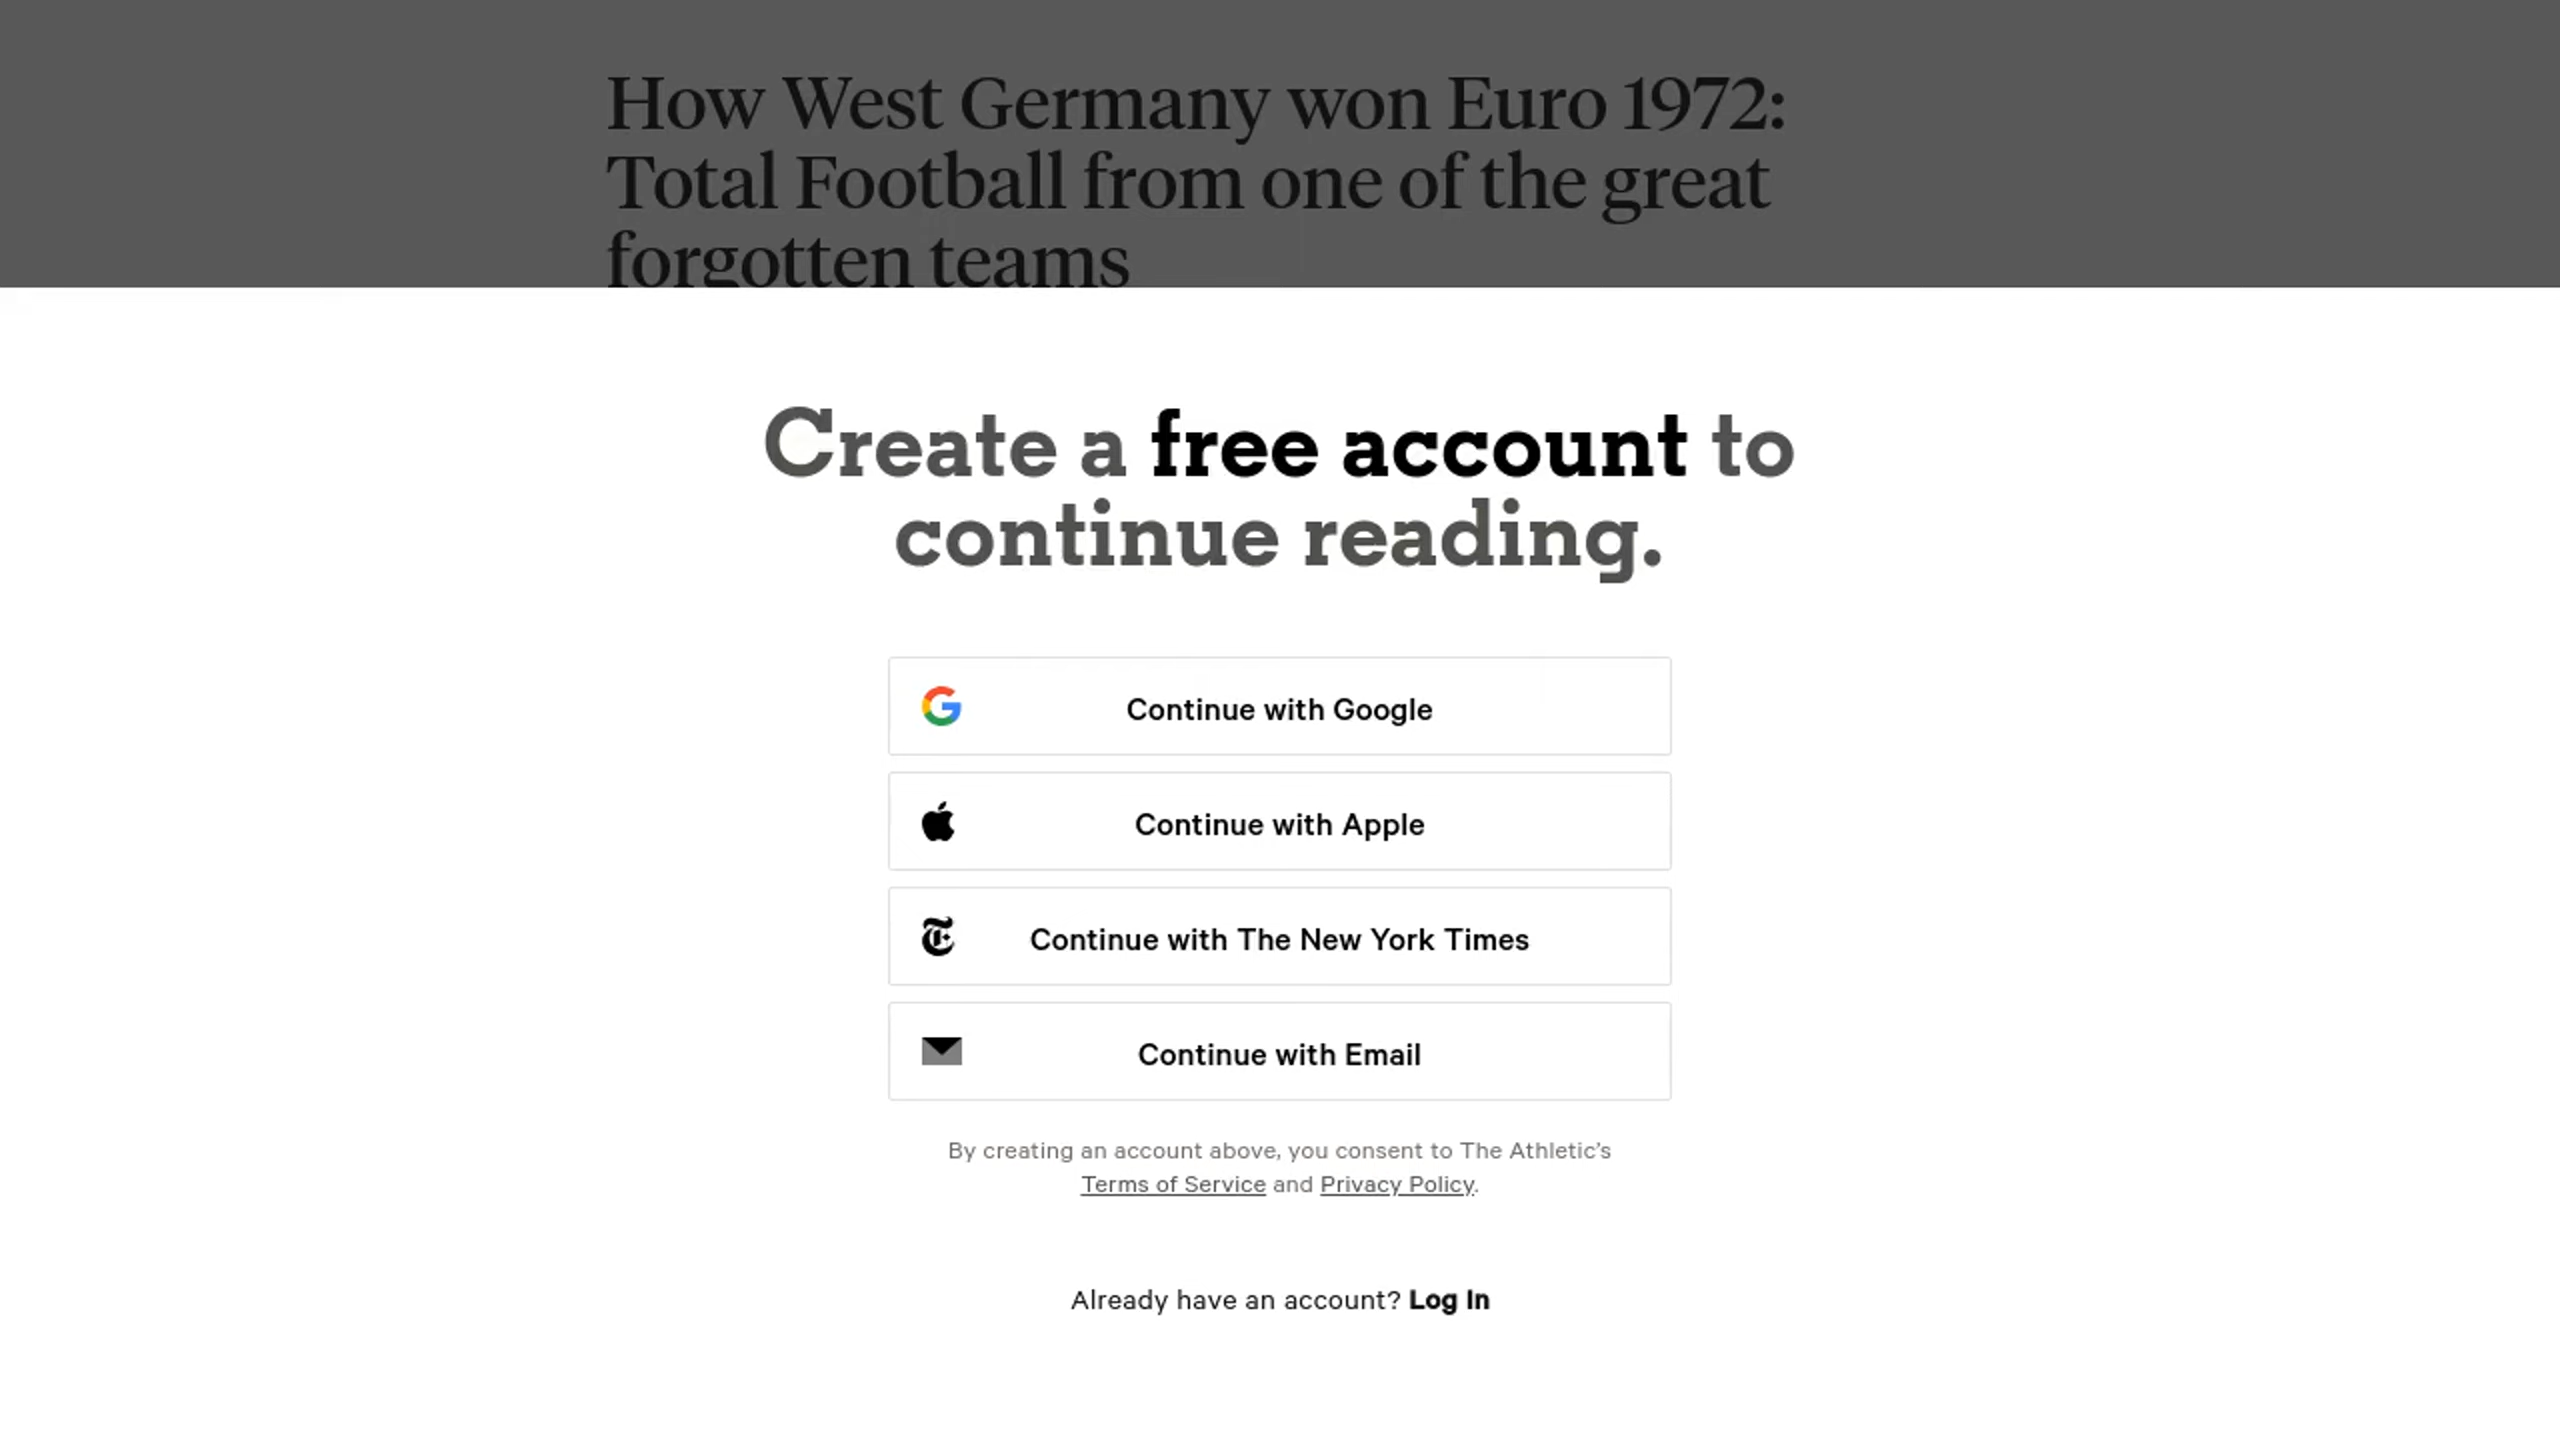 How West Germany won Euro 1972:
Total Football from one of the great
forgotten teams
Create a free account to
continue reading.
Continue with Google
Continue with Apple
Continue with The New York Times
Continue with Email
By creating an account above, you consent to The Athletic’s
Terms of Service and Privacy Policy.
Already have an account? Log In